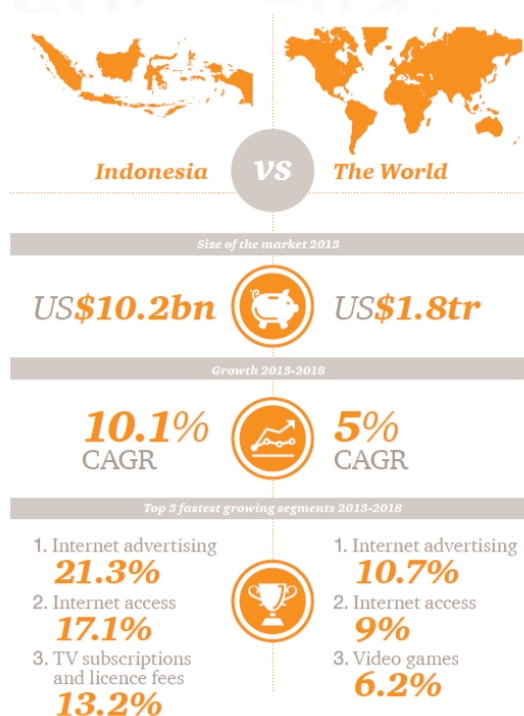 Indonesia
vs
The World
Size of the market 2013
US$10.2bn
US$1.8tr
Growth 2013-2018
10.1%
CAGR
5%
CAGR
Top 3 fastest growing segments 2013-2018
1. Internet advertising
21.3%
2. Internet access
17.1%
3. TV subscriptions
and licence fees
13.2%
1. Internet advertising
10.7%
2. Internet access
9%
3. Video games
6.2%